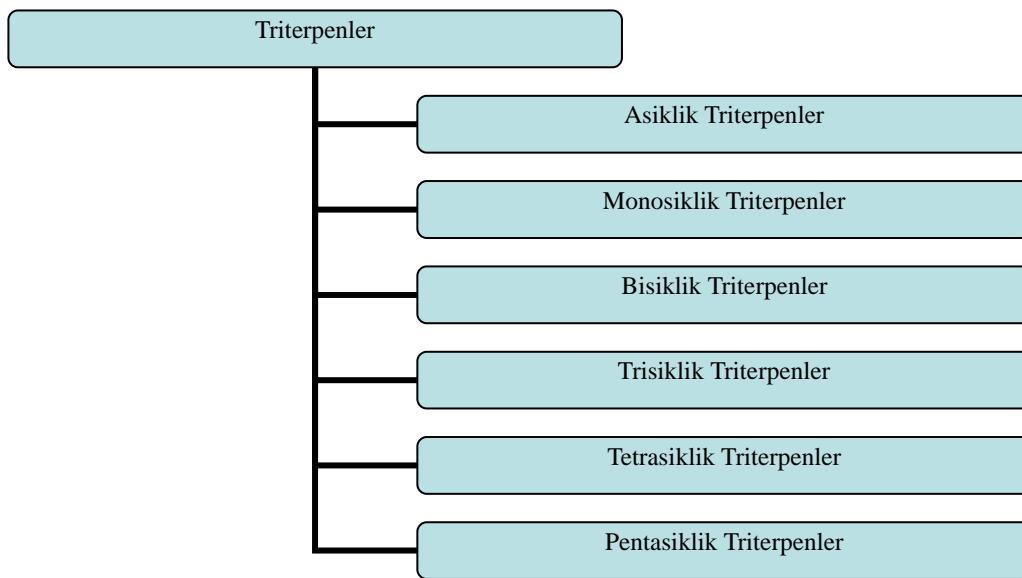 Triterpenler
Asiklik Triterpenler
Monosiklik Triterpenler
Bisiklik Triterpenler
Trisiklik Triterpenler
Tetrasiklik Triterpenler
Pentasiklik Triterpenler